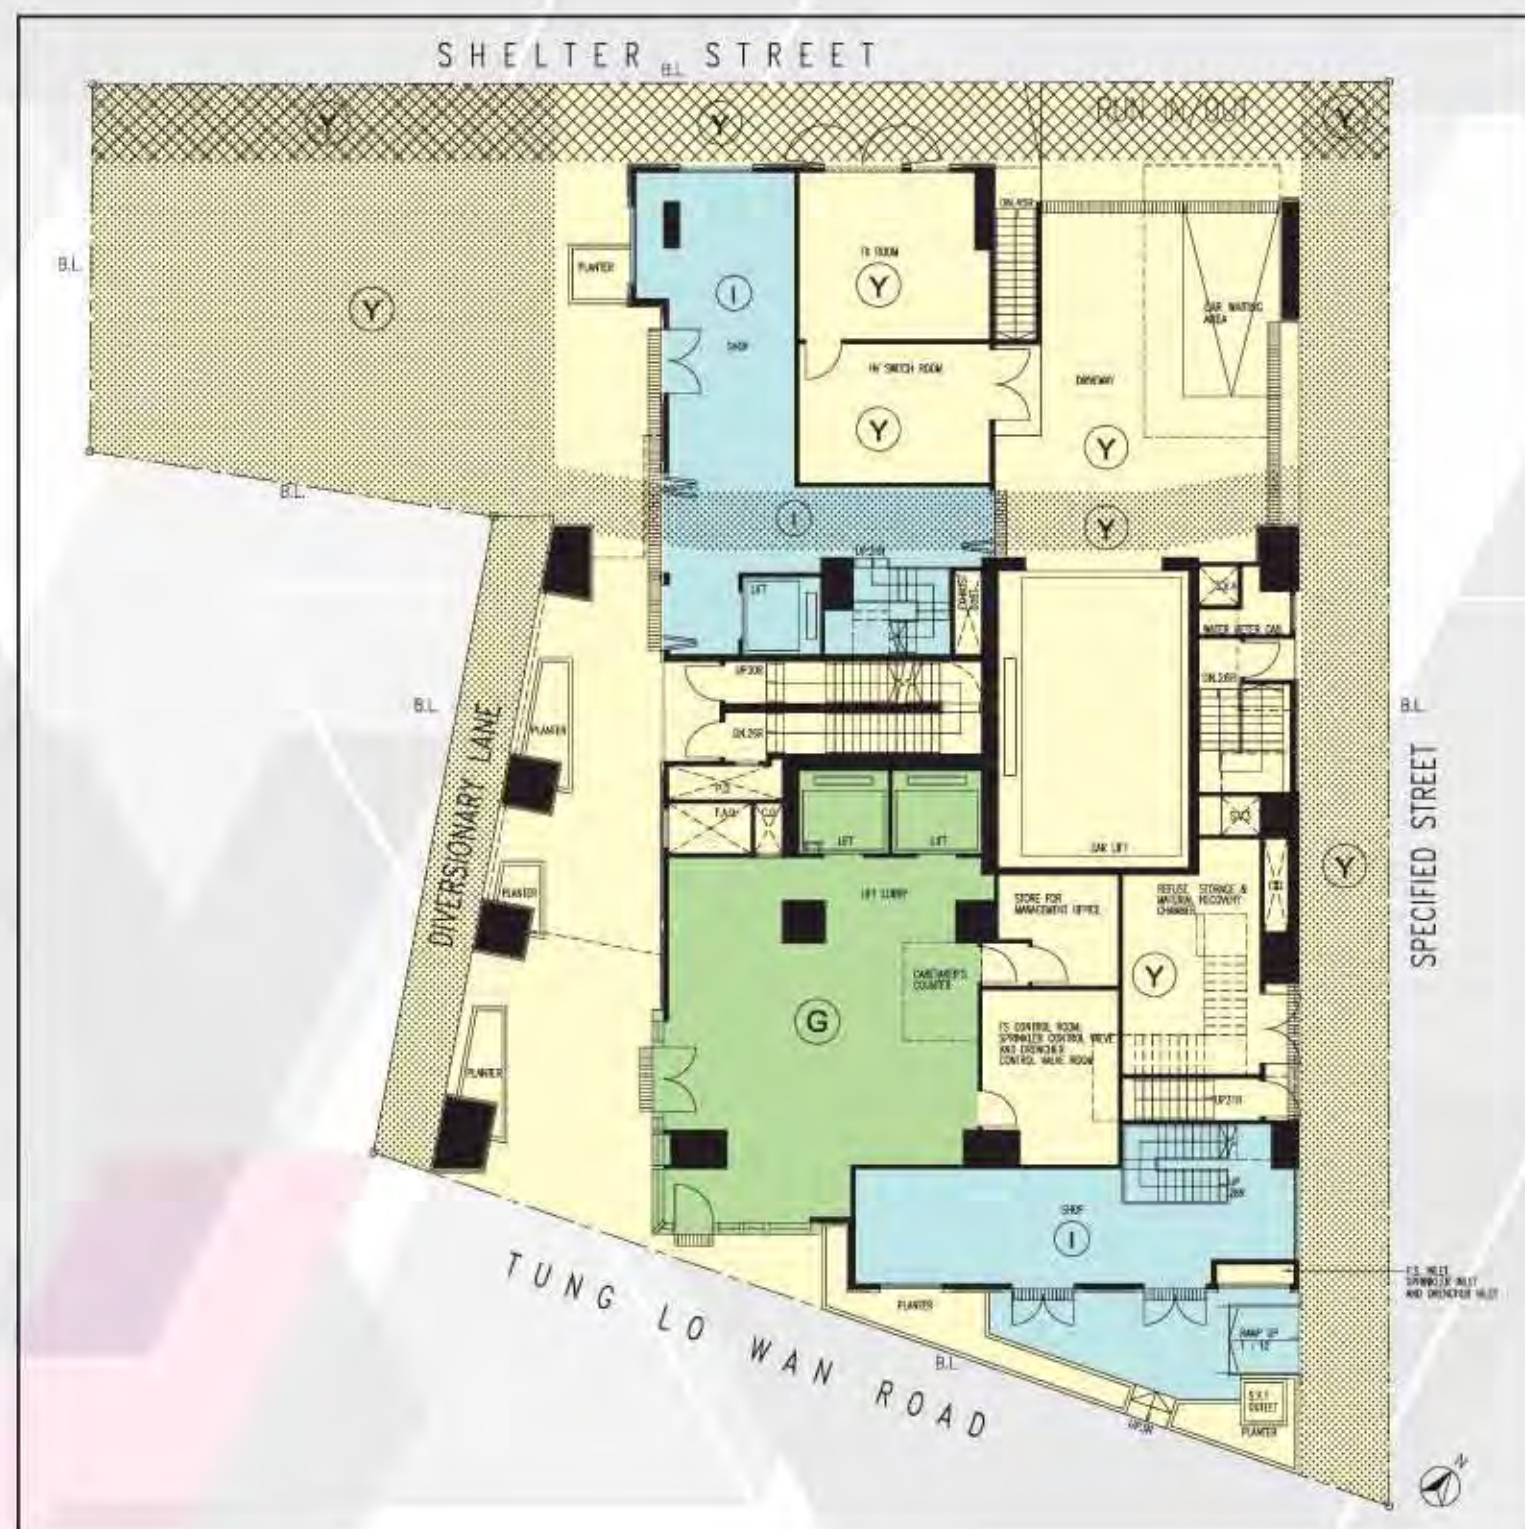 SHELTER STREET
B.L.
RUN IN/OUT
Y
Y
Y
B.L.
PLANTER
TX ROOM
Y
I
SHOP
Y
CAR WAITING
AREA
HV SWITCH ROOM
DRIVEWAY
Y
Y
B.L.
I
Y
LIFT
WATER METER CAB.
UP30R
B.L.
B.L.
DIVERSIONARY LANE
PLANTER
SPECIFIED STREET
LIFT
LIFT
CAR LIFT
Y
LIFT LOBBY
PLANTER
STORE FOR
MANAGEMENT OFFICE
REFUSE STORAGE &
MATERIAL RECOVERY
CHAMBER
CARETAKER'S
COUNTER
Y
G
FS CONTROL ROOM,
SPRINKLER CONTROL VALVE
AND DRENCHER
CONTROL VALVE ROOM
PLANTER
UP21R
SHOP
I
TUNG LO WAN ROAD
F.S. INLET
SPRINKLER INLET
AND DRENCHER INLET
PLANTER
RAMP UP
1 : 12
B.L.
PLANTER
N